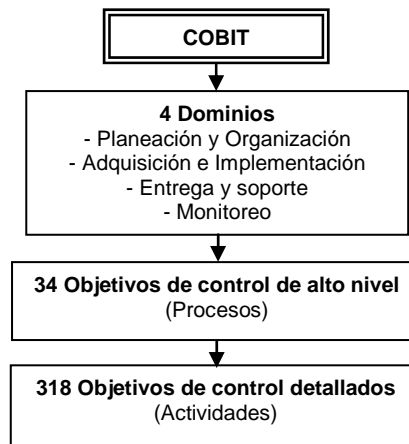 COBIT
4 Dominios
- Planeación y Organización
- Adquisición e Implementación
- Entrega y soporte
- Monitoreo
34 Objetivos de control de alto nivel
(Procesos)
318 Objetivos de control detallados
(Actividades)